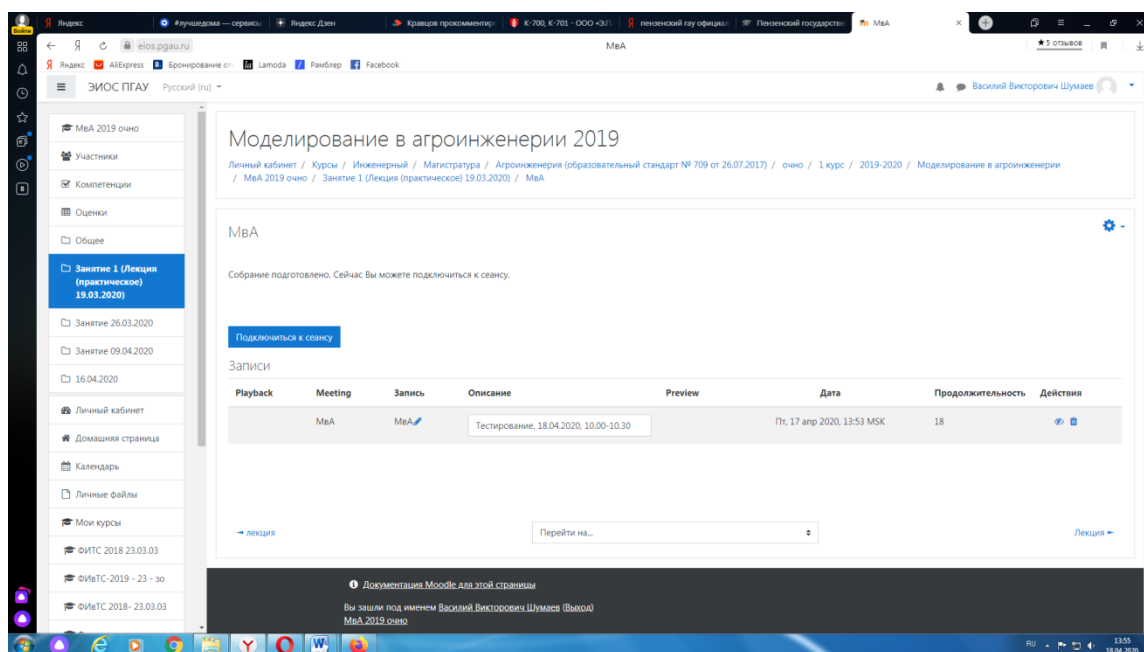 Войти
Яндекс
#лучшедома — сервисы
Яндекс.Дзен
Кравцов прокомментир
К-700, К-701 - ООО «Э.Л
пензенский гау официал
Пензенский государстве
МвА
eios.pgau.ru
МвА
★5 отзывов
Яндекс
AliExpress
Бронирование от
Lamoda
Рамблер
Facebook
ЭИОС ПГАУ
Русский (ru)
Василий Викторович Шумаев
МвА 2019 очно
Участники
Компетенции
Оценки
Общее
Занятие 1 (Лекция
(практическое)
19.03.2020)
Занятие 26.03.2020
Занятие 09.04.2020
16.04.2020
Личный кабинет
Домашняя страница
Календарь
Личные файлы
Мои курсы
ФИТС 2018 23.03.03
ФИвТС-2019 - 23 - зо
ФИвТС 2018- 23.03.03
Моделирование в агроинженерии 2019
Личный кабинет / Курсы / Инженерный / Магистратура / Агроинженерия (образовательный стандарт № 709 от 26.07.2017) / очно / 1 курс / 2019-2020 / Моделирование в агроинженерии
/ МвА 2019 очно / Занятие 1 (Лекция (практическое) 19.03.2020) / МвА
МвА
Собрание подготовлено. Сейчас Вы можете подключиться к сеансу.
Подключиться к сеансу
Записи
Playback Meeting Запись Описание Preview Дата Продолжительность Действия
МвА МвА Тестирование, 18.04.2020, 10.00-10.30 Пт, 17 апр 2020, 13:53 MSK 18
◄ лекция
Перейти на...
Лекция ►
Документация Moodle для этой страницы
Вы зашли под именем Василий Викторович Шумаев (Выход)
МвА 2019 очно
RU
13:55
18.04.2020